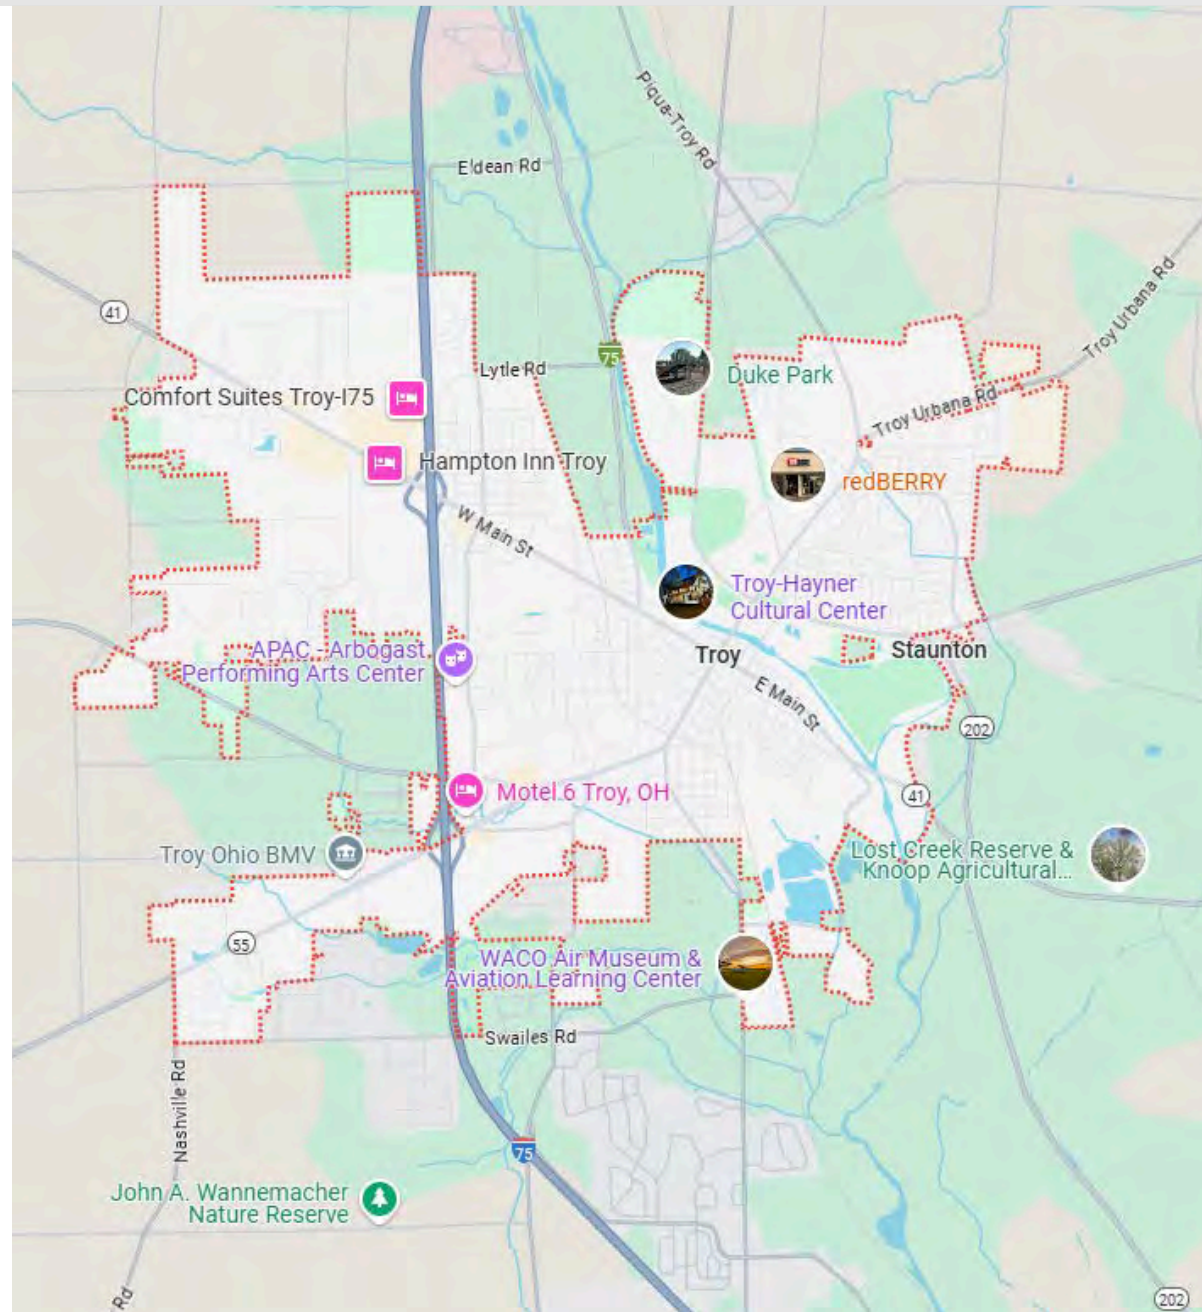 Piqua-Troy Rd
Eldean Rd
41
Troy Urbana Rd
75
Lytle Rd
Duke Park
Comfort Suites Troy-I75
Troy Urbana Rd
Hampton Inn Troy
redBERRY
W Main St
Troy-Hayner
Cultural Center
APAC - Arbogast
Performing Arts Center
Troy
Staunton
E Main St
202
Motel 6 Troy, OH
41
Troy Ohio BMV
Lost Creek Reserve &
Knoop Agricultural...
55
WACO Air Museum &
Aviation Learning Center
Swailes Rd
Nashville Rd
75
John A. Wannemacher
Nature Reserve
Rd
202